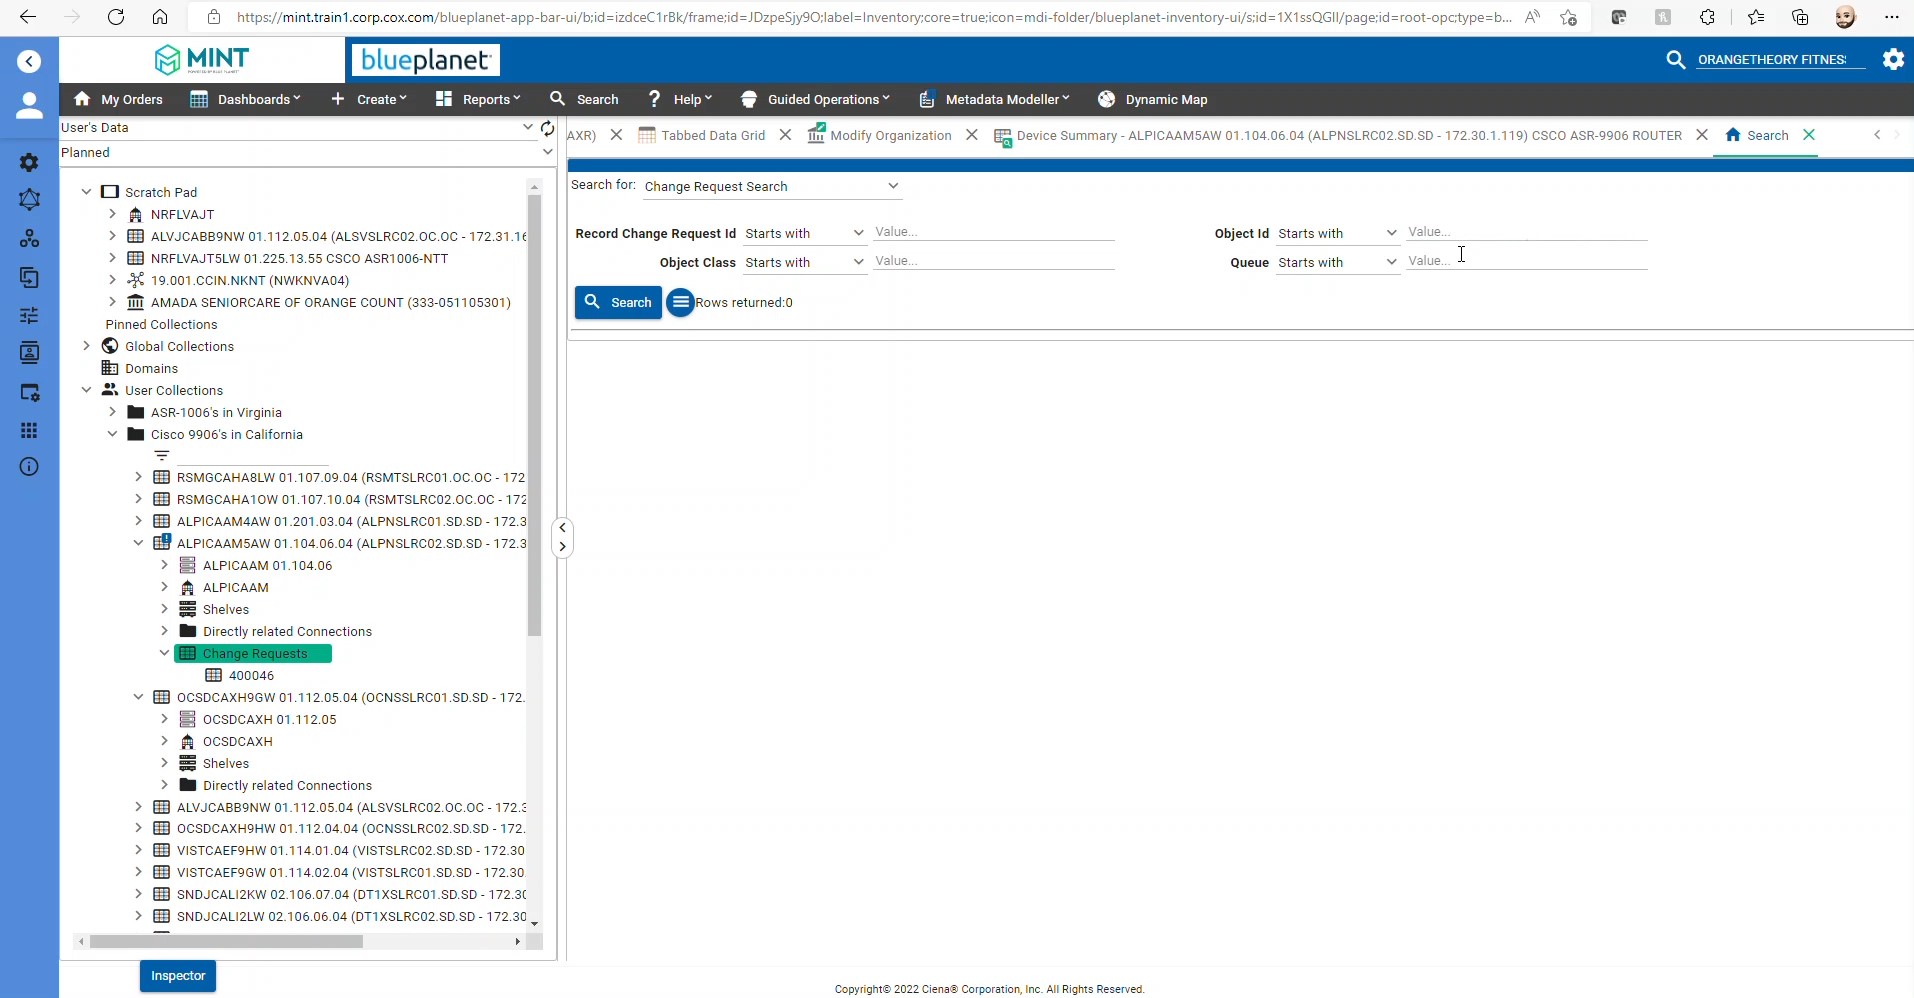 https://mint.train1.corp.cox.com/blueplanet-app-bar-ui/b;id=izdceC1rBk/frame;id=JDzpeSjy9O;label=Inventory;core=true;icon=mdi-folder/blueplanet-inventory-ui/s;id=1X1ssQGlI/page;id=root-opc;type=b...
MINT
blueplanet
ORANGETHEORY FITNES
My Orders Dashboards Create Reports Search Help Guided Operations Metadata Modeller Dynamic Map
User's Data
Planned
AXR) Tabbed Data Grid Modify Organization Device Summary - ALPICAAM5AW 01.104.06.04 (ALPNSLRC02.SD.SD - 172.30.1.119) CSCO ASR-9906 ROUTER Search
Search for: Change Request Search
Record Change Request Id Starts with Value... Object Id Starts with Value...
Object Class Starts with Value... Queue Starts with Value...
Search Rows returned:0
Scratch Pad
NRFLVAJT
ALVJCABB9NW 01.112.05.04 (ALSVSLRC02.OC.OC - 172.31.16
NRFLVAJT5LW 01.225.13.55 CSCO ASR1006-NTT
19.001.CCIN.NKNT (NWKNVA04)
AMADA SENIORCARE OF ORANGE COUNT (333-051105301)
Pinned Collections
Global Collections
Domains
User Collections
ASR-1006's in Virginia
Cisco 9906's in California
RSMGCAHA8LW 01.107.09.04 (RSMTSLRC01.OC.OC - 172
RSMGCAHA1OW 01.107.10.04 (RSMTSLRC02.OC.OC - 172
ALPICAAM4AW 01.201.03.04 (ALPNSLRC01.SD.SD - 172.3
ALPICAAM5AW 01.104.06.04 (ALPNSLRC02.SD.SD - 172.3
ALPICAAM 01.104.06
ALPICAAM
Shelves
Directly related Connections
Change Requests
400046
OCSDCAXH9GW 01.112.05.04 (OCNSSLRC01.SD.SD - 172.
OCSDCAXH 01.112.05
OCSDCAXH
Shelves
Directly related Connections
ALVJCABB9NW 01.112.05.04 (ALSVSLRC02.OC.OC - 172.3
OCSDCAXH9HW 01.112.04.04 (OCNSSLRC02.SD.SD - 172.
VISTCAEF9HW 01.114.01.04 (VISTSLRC02.SD.SD - 172.30
VISTCAEF9GW 01.114.02.04 (VISTSLRC01.SD.SD - 172.30.
SNDJCALI2KW 02.106.07.04 (DT1XSLRC01.SD.SD - 172.30
SNDJCALI2LW 02.106.06.04 (DT1XSLRC02.SD.SD - 172.30
Inspector
Copyright© 2022 Ciena® Corporation, Inc. All Rights Reserved.